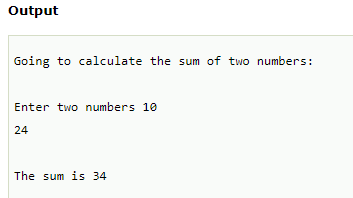 Output
Going to calculate the sum of two numbers:
Enter two numbers 10
24
The sum is 34